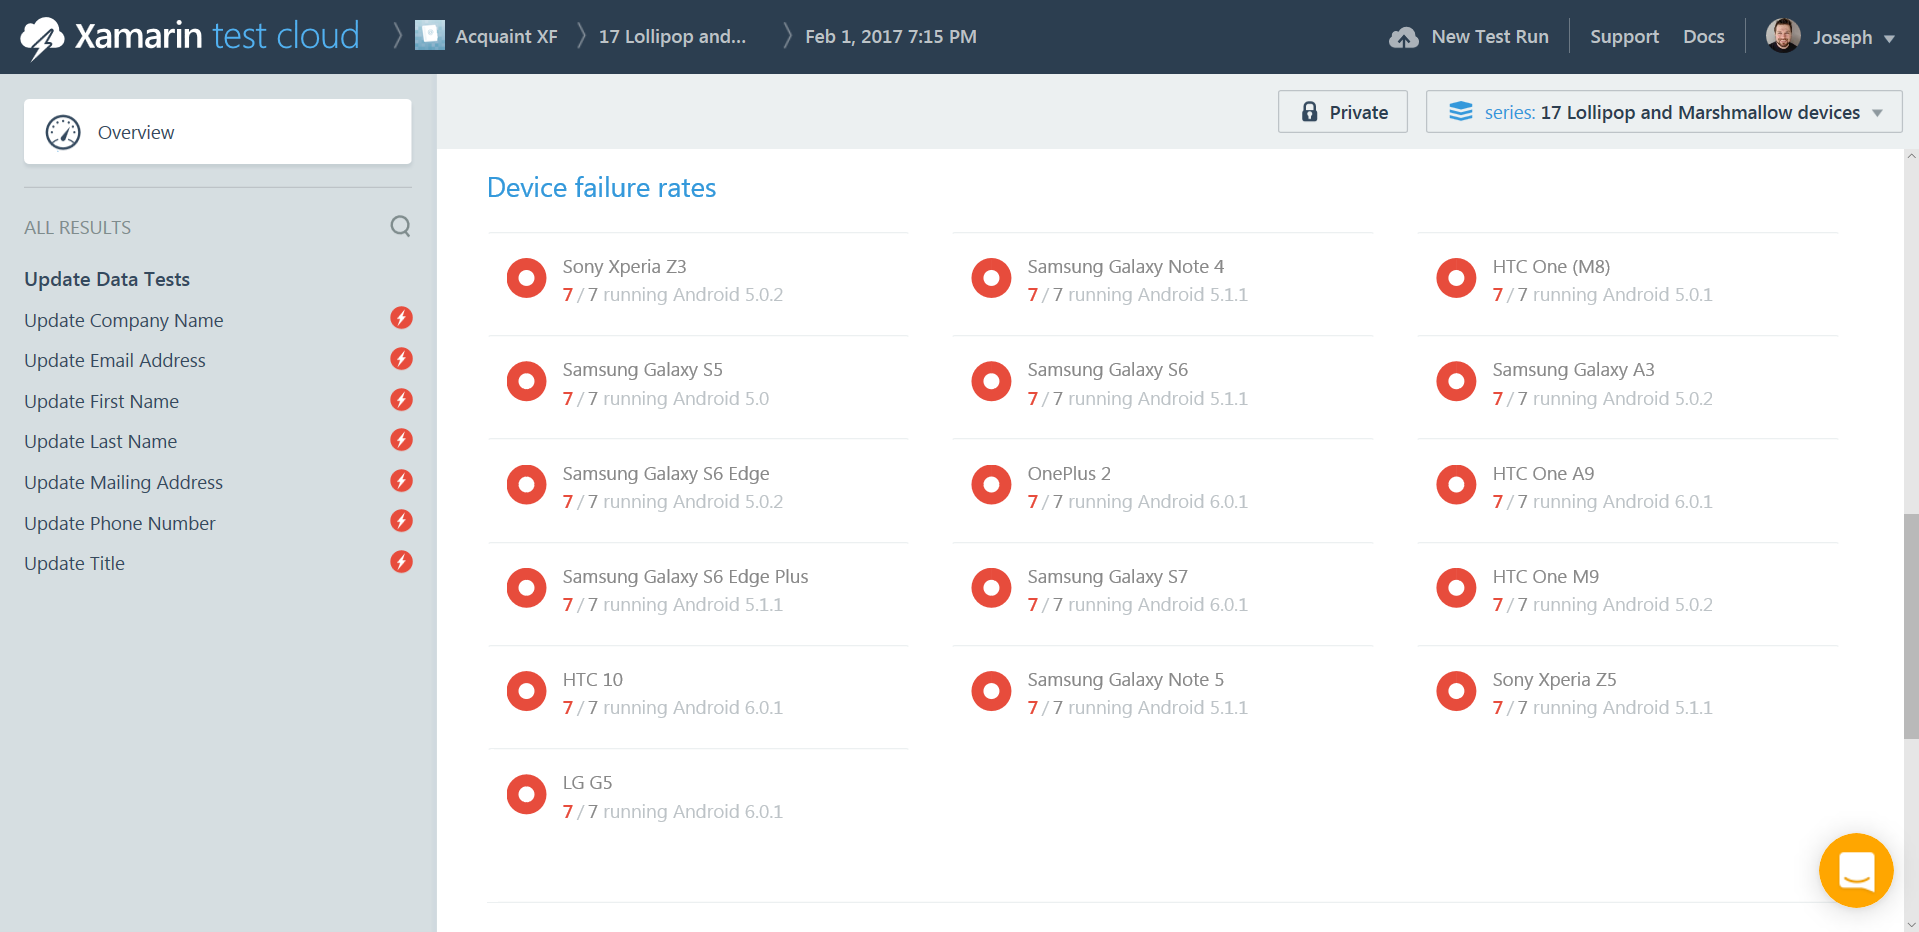 Xamarin test cloud
Acquaint XF
17 Lollipop and...
Feb 1, 2017 7:15 PM
New Test Run
Support
Docs
Joseph
Overview
Private
series: 17 Lollipop and Marshmallow devices
ALL RESULTS
Update Data Tests
Update Company Name
Update Email Address
Update First Name
Update Last Name
Update Mailing Address
Update Phone Number
Update Title
Device failure rates
Sony Xperia Z3
7 / 7 running Android 5.0.2
Samsung Galaxy Note 4
7 / 7 running Android 5.1.1
HTC One (M8)
7 / 7 running Android 5.0.1
Samsung Galaxy S5
7 / 7 running Android 5.0
Samsung Galaxy S6
7 / 7 running Android 5.1.1
Samsung Galaxy A3
7 / 7 running Android 5.0.2
Samsung Galaxy S6 Edge
7 / 7 running Android 5.0.2
OnePlus 2
7 / 7 running Android 6.0.1
HTC One A9
7 / 7 running Android 6.0.1
Samsung Galaxy S6 Edge Plus
7 / 7 running Android 5.1.1
Samsung Galaxy S7
7 / 7 running Android 6.0.1
HTC One M9
7 / 7 running Android 5.0.2
HTC 10
7 / 7 running Android 6.0.1
Samsung Galaxy Note 5
7 / 7 running Android 5.1.1
Sony Xperia Z5
7 / 7 running Android 5.1.1
LG G5
7 / 7 running Android 6.0.1